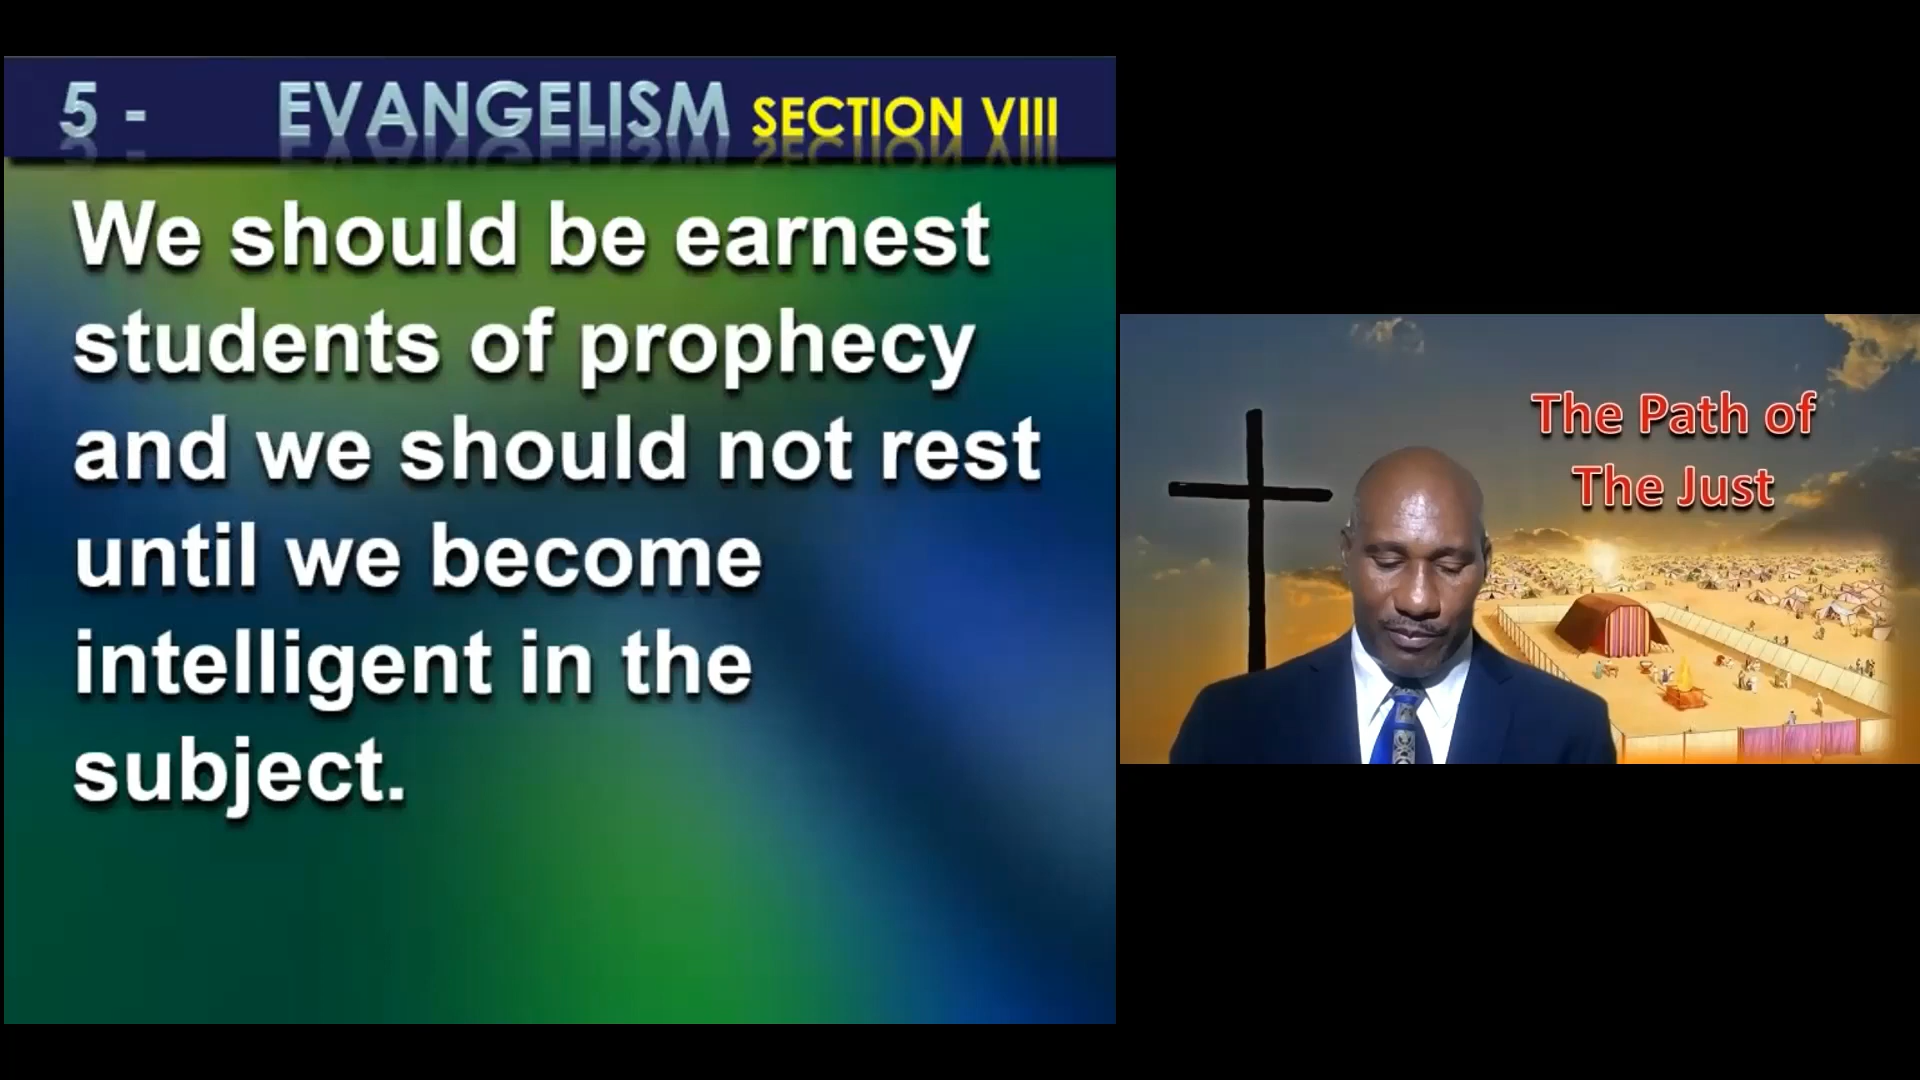 5 - EVANGELISM SECTION VIII
We should be earnest
students of prophecy
and we should not rest
until we become
intelligent in the
subject.
The Path of
The Just